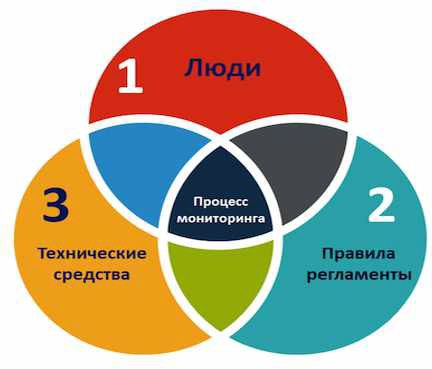 1
Люди
Процесс
мониторинга
3
Технические
средства
2
Правила
регламенты